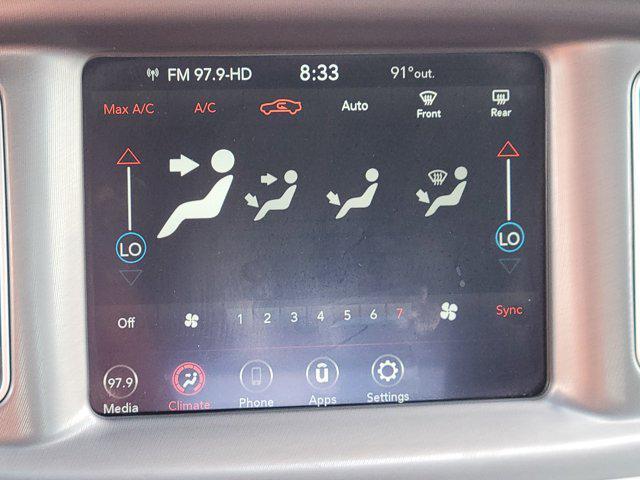 FM 97.9-HD 8:33 91° out.
Max A/C A/C Auto Front Rear
LO LO
Off 1 2 3 4 5 6 7 Sync
97.9 Media Climate Phone ū Apps Settings